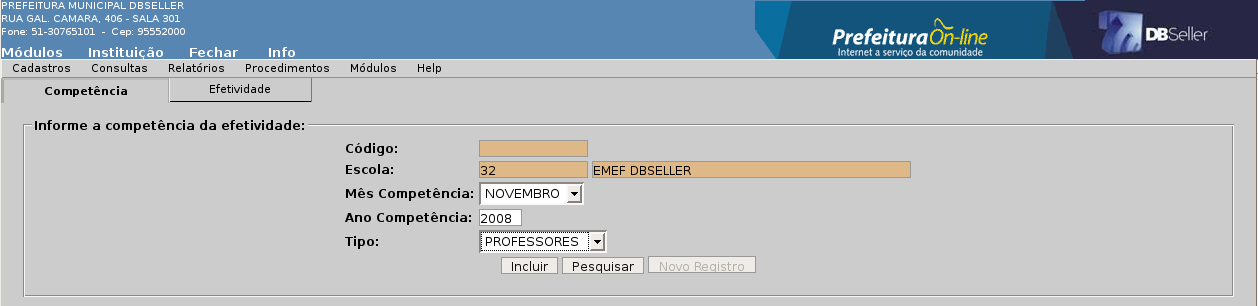 PREFEITURA MUNICIPAL DBSELLER
RUA GAL. CAMARA, 406 - SALA 301
Fone: 51-30765101 - Cep: 95552000
Módulos Instituição Fechar Info
Prefeitura On-line
Internet a serviço da comunidade
DBSeller
Cadastros Consultas Relatórios Procedimentos Módulos Help
Competência Efetividade
Informe a competência da efetividade:
Código:
Escola: 32 EMEF DBSELLER
Mês Competência: NOVEMBRO
Ano Competência: 2008
Tipo: PROFESSORES
Incluir Pesquisar Novo Registro